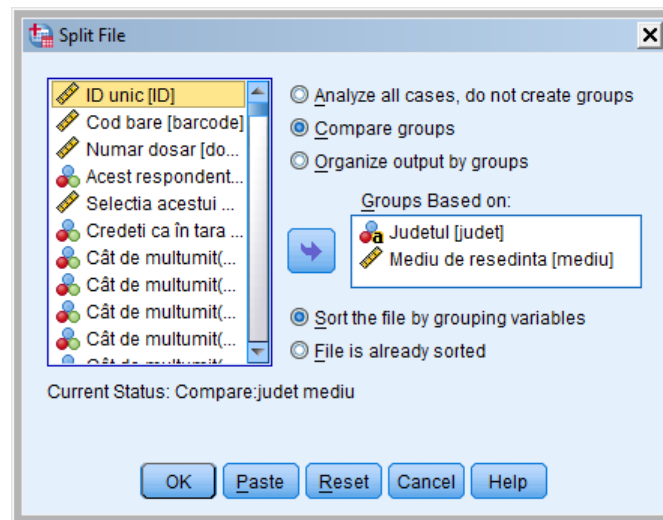 Split File
ID unic [ID]
Cod bare [barcode]
Numar dosar [do...
Acest respondent...
Selectia acestui ...
Credeti ca în tara ...
Cât de multumit(...
Cât de multumit(...
Cât de multumit(...
Cât de multumit(...
Cât de multumit(...
Analyze all cases, do not create groups
Compare groups
Organize output by groups
Groups Based on:
Judetul [judet]
Mediu de resedinta [mediu]
Sort the file by grouping variables
File is already sorted
Current Status: Compare:judet mediu
OK Paste Reset Cancel Help